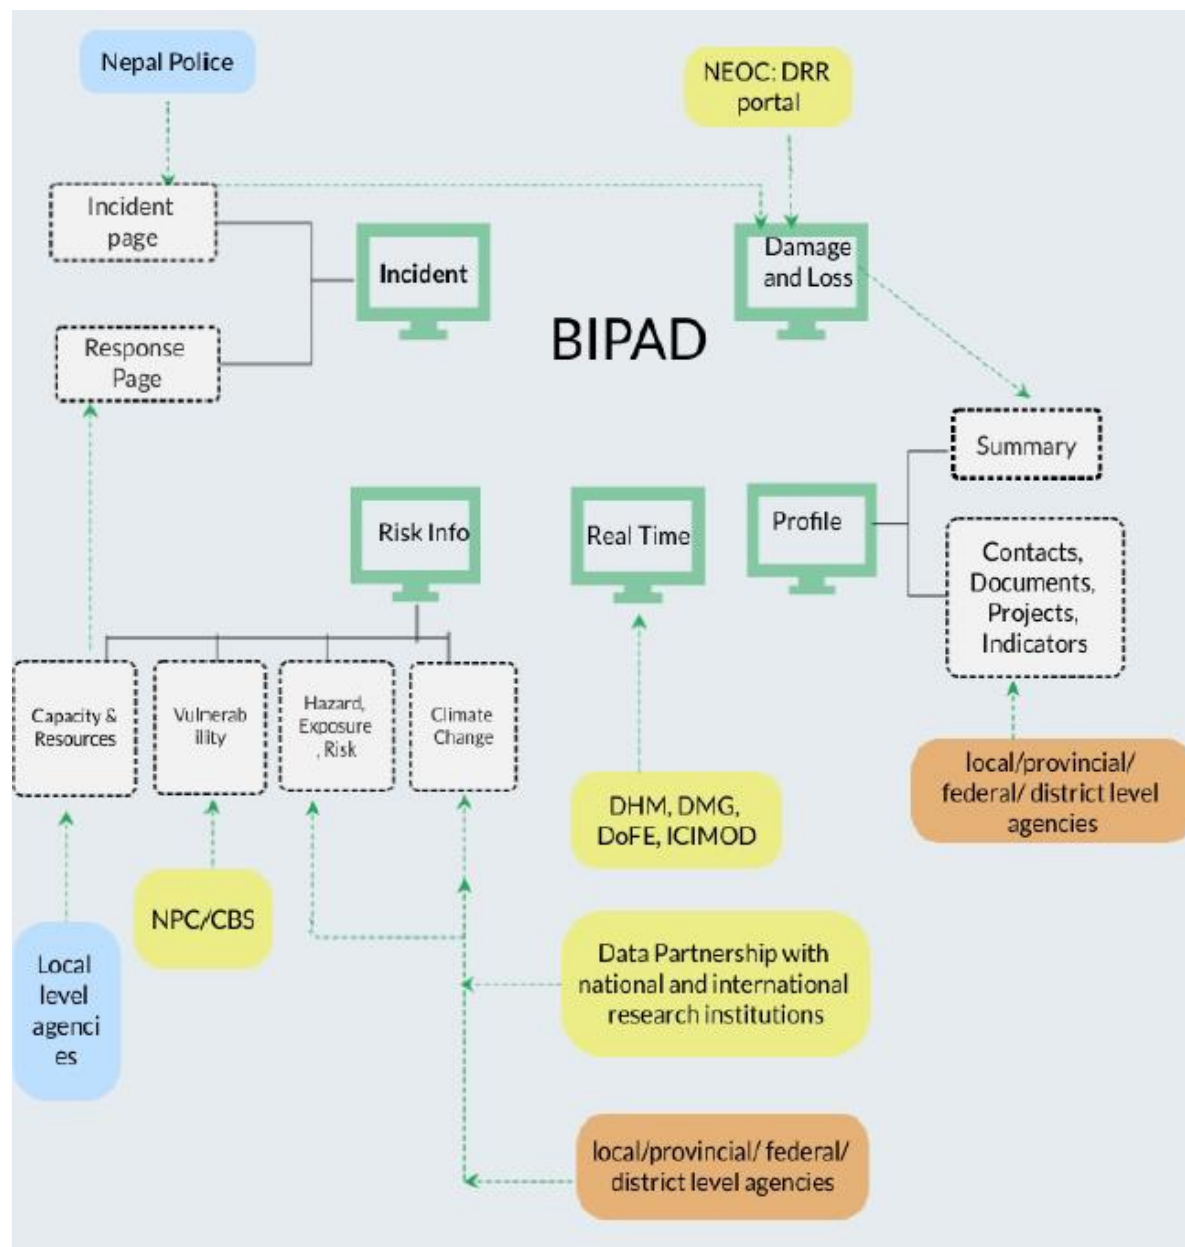 Nepal Police
NEOC: DRR
portal
Incident
page
Incident
Damage
and Loss
BIPAD
Response
Page
Summary
Risk Info
Real Time
Profile
Contacts,
Documents,
Projects,
Indicators
Capacity &
Resources
Vulnerab
illity
Hazard,
Exposure
, Risk
Climate
Change
local/provincial/
federal/ district level
agencies
DHM, DMG,
DoFE, ICIMOD
NPC/CBS
Local
level
agenci
es
Data Partnership with
national and international
research institutions
local/provincial/ federal/
district level agencies